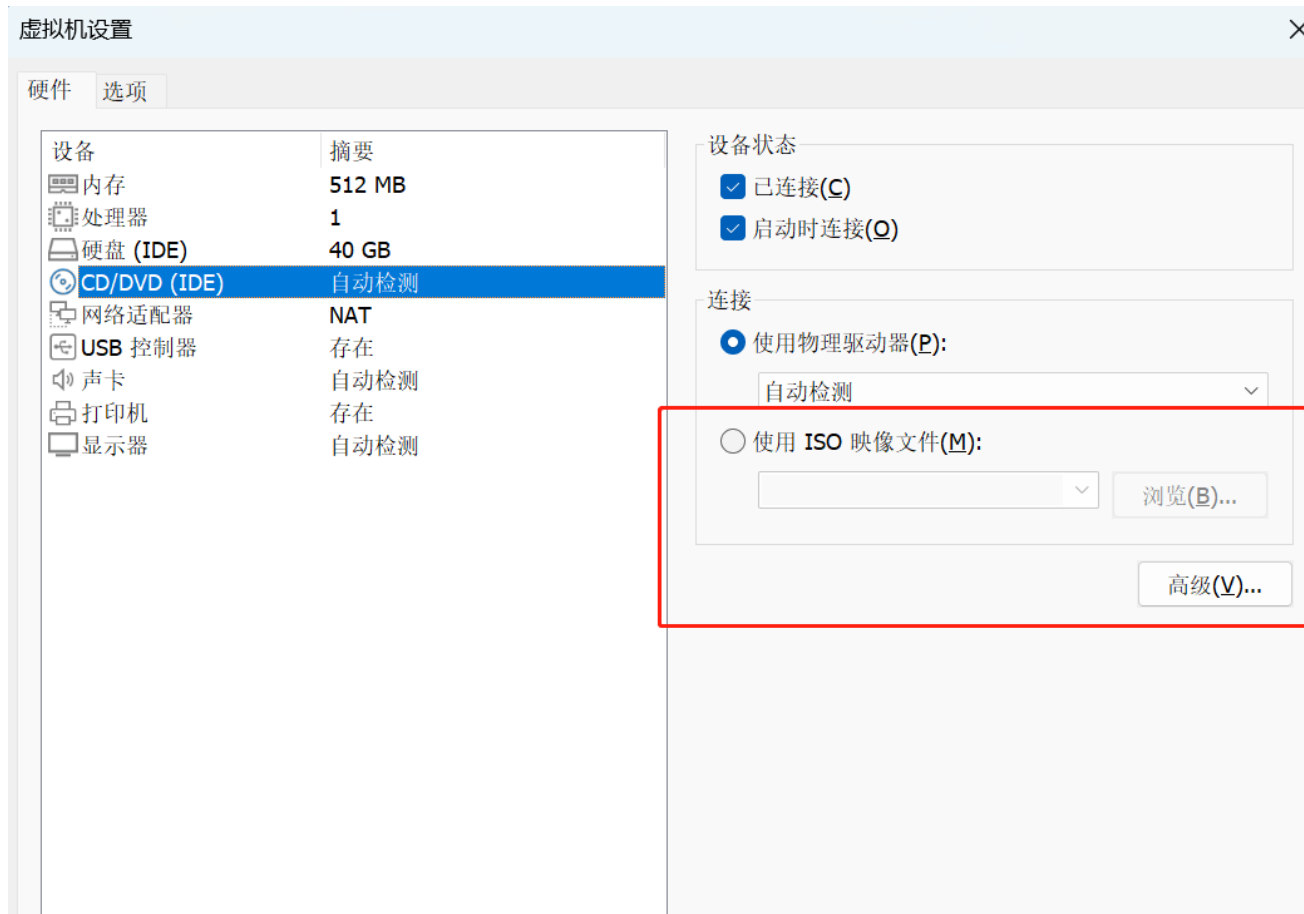 虚拟机设置
硬件 选项
设备 摘要
内存 512 MB
处理器 1
硬盘 (IDE) 40 GB
CD/DVD (IDE) 自动检测
网络适配器 NAT
USB 控制器 存在
声卡 自动检测
打印机 存在
显示器 自动检测
设备状态
已连接(C)
启动时连接(O)
连接
使用物理驱动器(P):
自动检测
使用 ISO 映像文件(M):
浏览(B)...
高级(V)...